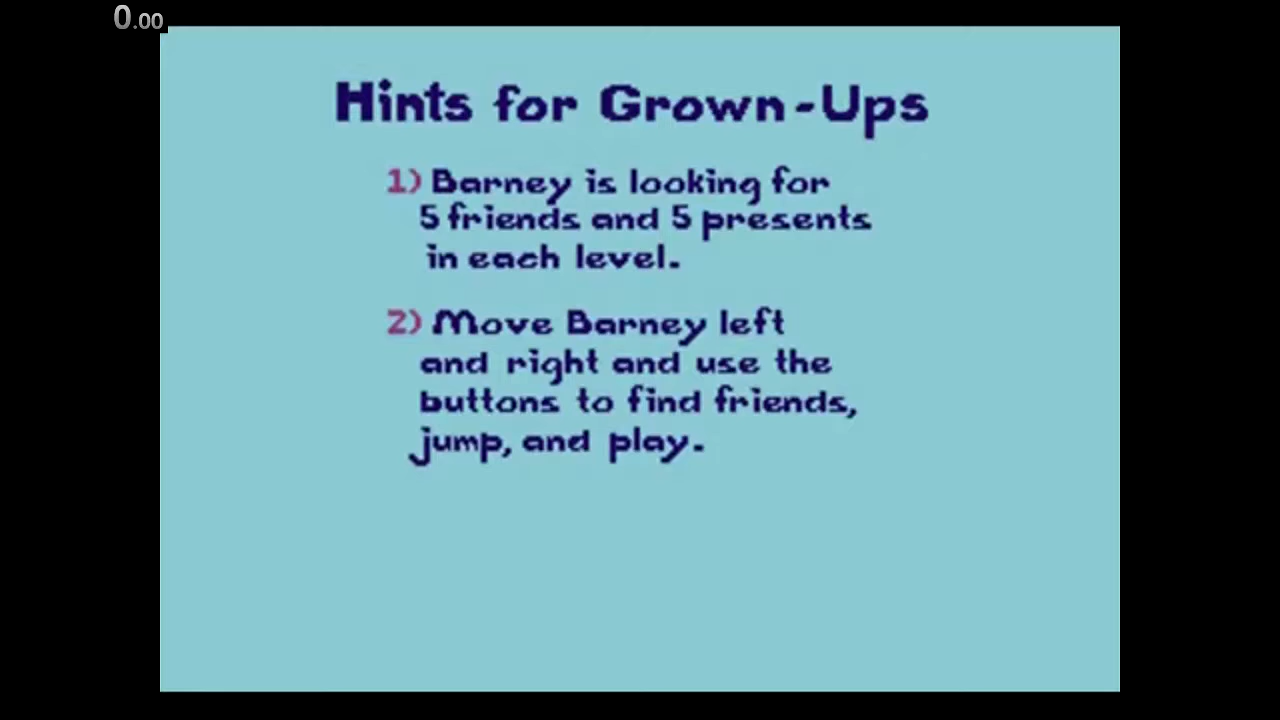 0.00
Hints for Grown-Ups
1) Barney is looking for
5 friends and 5 presents
in each level.
2) Move Barney left
and right and use the
buttons to find friends,
jump, and play.